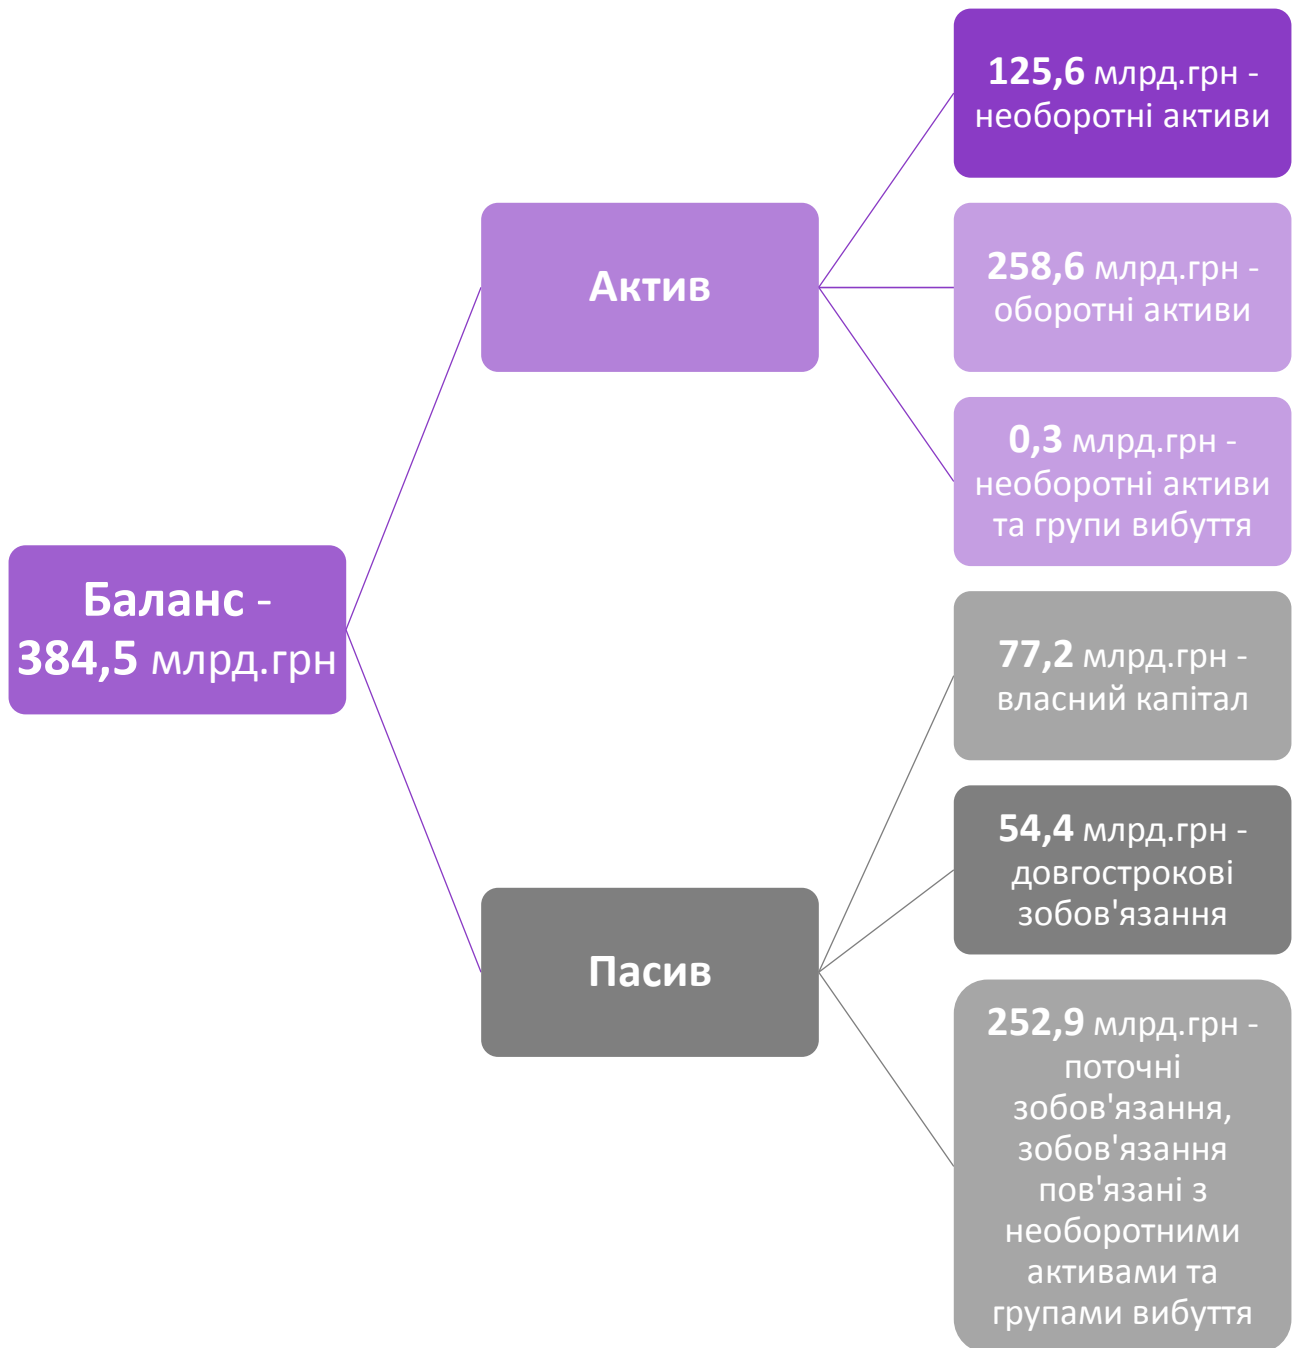 Баланс -
384,5 млрд.грн
Актив
125,6 млрд.грн -
необоротні активи
258,6 млрд.грн -
оборотні активи
0,3 млрд.грн -
необоротні активи
та групи вибуття
Пасив
77,2 млрд.грн -
власний капітал
54,4 млрд.грн -
довгострокові
зобов'язання
252,9 млрд.грн -
поточні
зобов'язання,
зобов'язання
пов'язані з
необоротними
активами та
групами вибуття